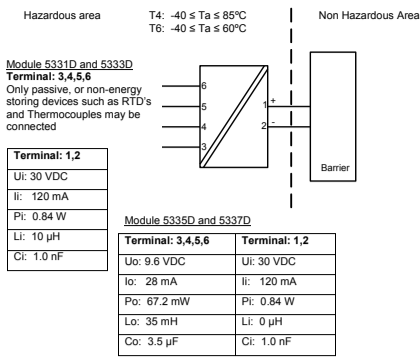 Hazardous area
T4: -40 ≤ Ta ≤ 85ºC
T6: -40 ≤ Ta ≤ 60ºC
Non Hazardous Area
Module 5331D and 5333D
Terminal: 3,4,5,6
Only passive, or non-energy
storing devices such as RTD's
and Thermocouples may be
connected
6
5
4
3
1 +
2 -
Barrier
Terminal: 1,2
Ui: 30 VDC
Ii: 120 mA
Pi: 0.84 W
Li: 10 µH
Ci: 1.0 nF
Module 5335D and 5337D
Terminal: 3,4,5,6 Terminal: 1,2
Uo: 9.6 VDC Ui: 30 VDC
Io: 28 mA Ii: 120 mA
Po: 67.2 mW Pi: 0.84 W
Lo: 35 mH Li: 0 µH
Co: 3.5 µF Ci: 1.0 nF